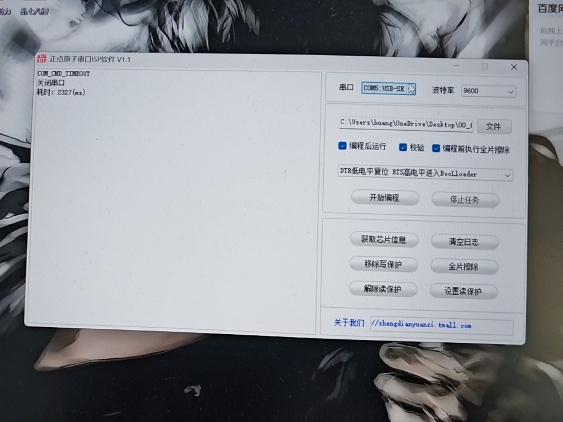 正点原子串口ISP软件 V1.1
COM_CMD_TIMEOUT
关闭串口
耗时：2327(ms)
串口 COM5:USB-SE 波特率 9600
C:\Users\huang\OneDrive\Desktop\OO_ 文件
编程后运行 校验 编程前执行全片擦除
DTR低电平复位 RTS高电平进入BootLoader
开始编程 停止任务
获取芯片信息 清空日志
移除写保护 全片擦除
解除读保护 设置读保护
关于我们 //zhengdianyuanzi.tmall.com
百度网